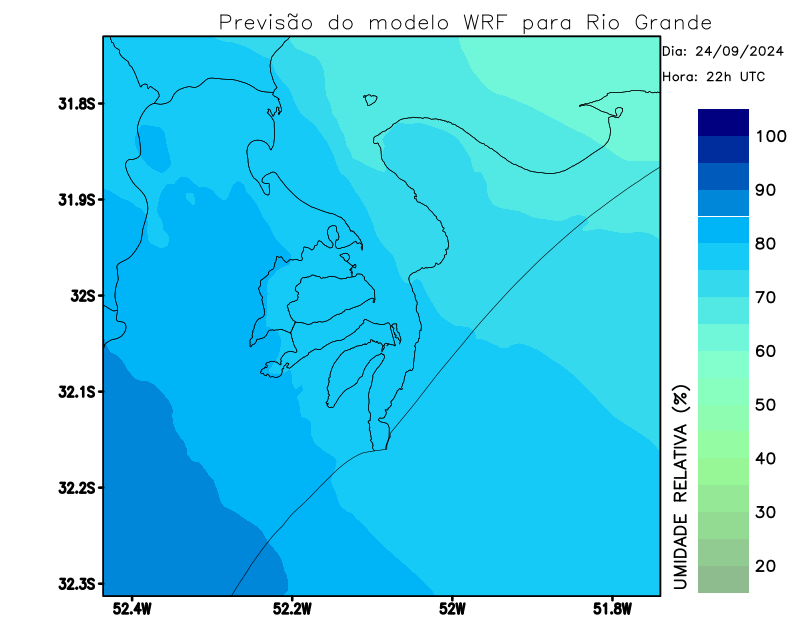 Previsão do modelo WRF para Rio Grande
Dia: 24/09/2024
Hora: 22h UTC
31.8S
31.9S
32S
32.1S
32.2S
32.3S
52.4W
52.2W
52W
51.8W
100
90
80
70
60
50
40
30
20
UMIDADE RELATIVA (%)